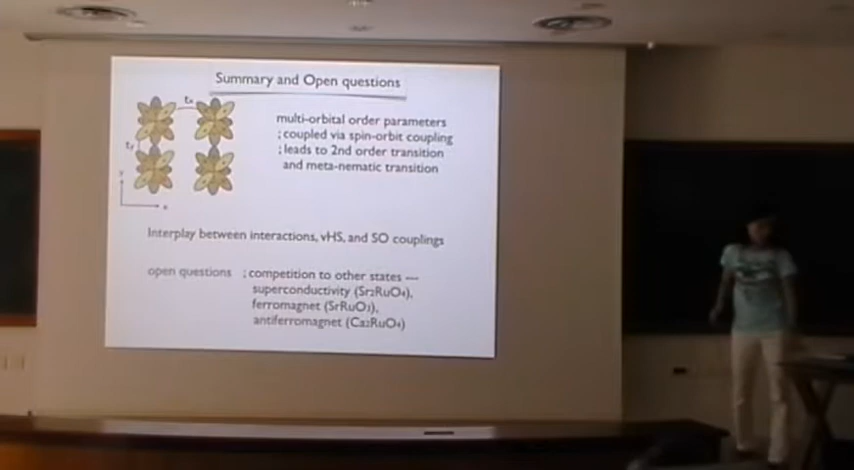 Summary and Open questions
tx
ty
y
x
multi-orbital order parameters
; coupled via spin-orbit coupling
; leads to 2nd order transition
and meta-nematic transition
Interplay between interactions, vHS, and SO couplings
open questions ; competition to other states ---
superconductivity (Sr₂RuO₄),
ferromagnet (SrRuO₃),
antiferromagnet (Ca₂RuO₄)